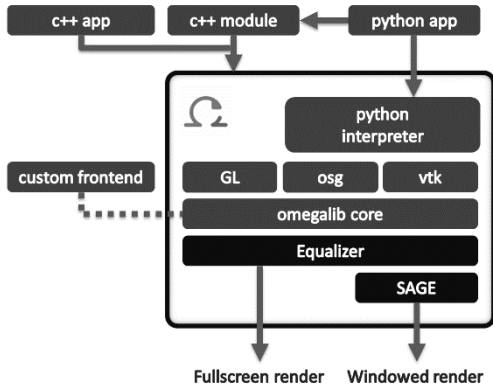 c++ app c++ module python app
python
interpreter
custom frontend GL osg vtk
omegalib core
Equalizer
SAGE
Fullscreen render Windowed render